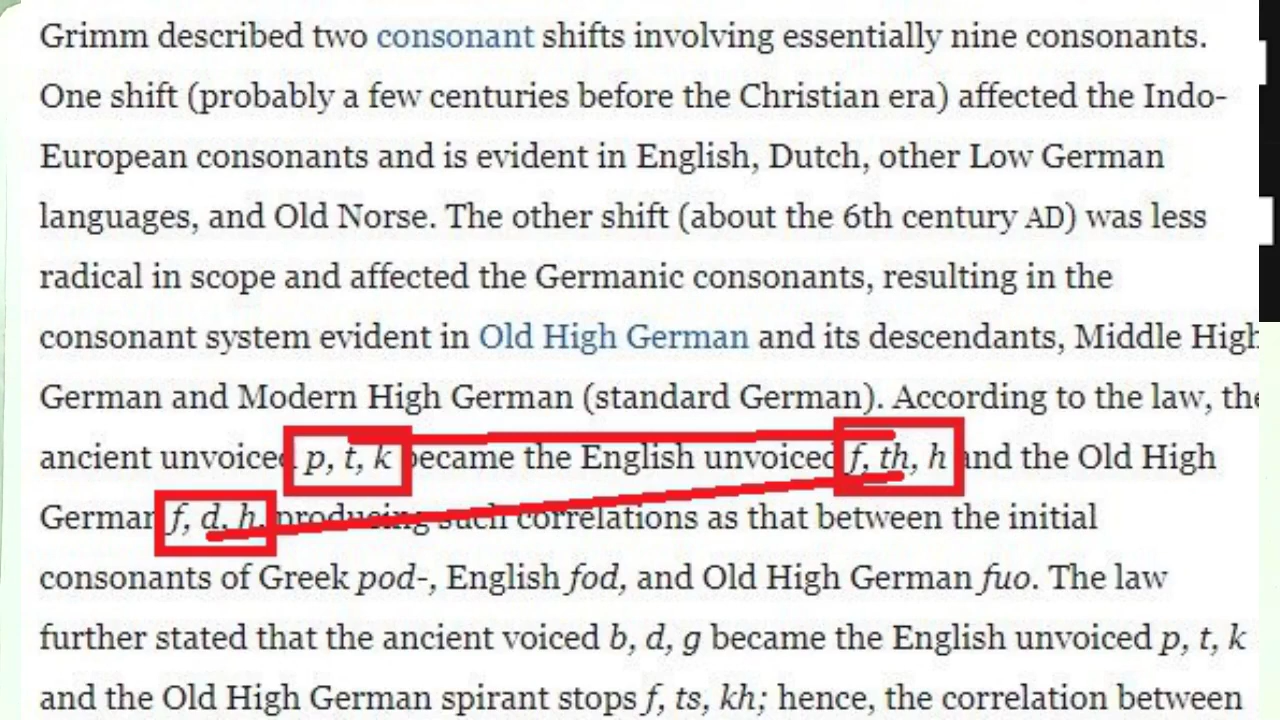 Grimm described two consonant shifts involving essentially nine consonants.
One shift (probably a few centuries before the Christian era) affected the Indo-
European consonants and is evident in English, Dutch, other Low German
languages, and Old Norse. The other shift (about the 6th century AD) was less
radical in scope and affected the Germanic consonants, resulting in the
consonant system evident in Old High German and its descendants, Middle High
German and Modern High German (standard German). According to the law, the
ancient unvoiced p, t, k became the English unvoiced f, th, h and the Old High
German f, d, h, producing such correlations as that between the initial
consonants of Greek pod-, English fod, and Old High German fuo. The law
further stated that the ancient voiced b, d, g became the English unvoiced p, t, k
and the Old High German spirant stops f, ts, kh; hence, the correlation between